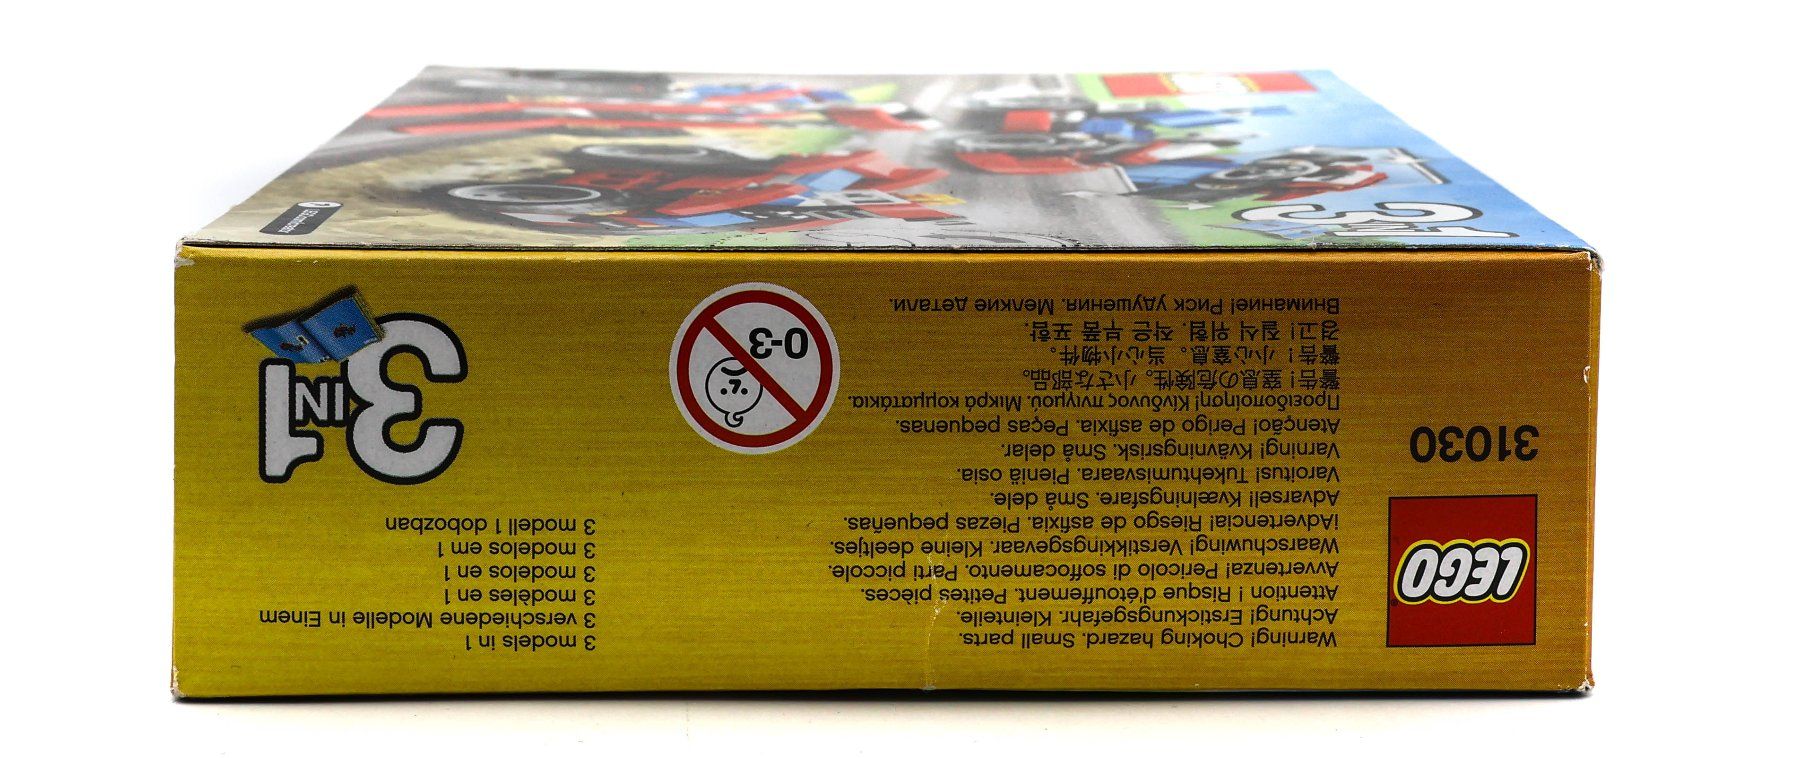 LEGO
31030
Warning! Choking hazard. Small parts.
Achtung! Erstickungsgefahr. Kleinteile.
Attention ! Risque d'étouffement. Petites pièces.
Avvertenza! Pericolo di soffocamento. Parti piccole.
Waarschuwing! Verstikkingsgevaar. Kleine deeltjes.
¡Advertencia! Riesgo de asfixia. Piezas pequeñas.
Advarsel! Kvælningsfare. Små dele.
Varoitus! Tukehtumisvaara. Pieniä osia.
Varning! Kvävningsrisk. Små delar.
Atenção! Perigo de asfixia. Peças pequenas.
Προειδοποίηση! Κίνδυνος πνιγμού. Μικρά κομματάκια.
警告！窒息の危険性。小さな部品。
警告！小心窒息。当心小物件。
경고! 질식 위험. 작은 부품 포함.
Внимание! Риск удушения. Мелкие детали.
0-3
3 models in 1
3 verschiedene Modelle in Einem
3 modèles en 1
3 modelos en 1
3 modelos em 1
3 modell 1 dobozban
3 IN 1
3 IN 1